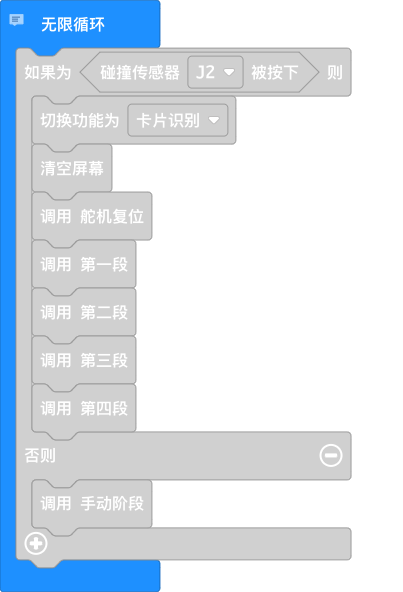 无限循环
如果为 碰撞传感器 J2 被按下 则
切换功能为 卡片识别
清空屏幕
调用 舵机复位
调用 第一段
调用 第二段
调用 第三段
调用 第四段
否则
调用 手动阶段